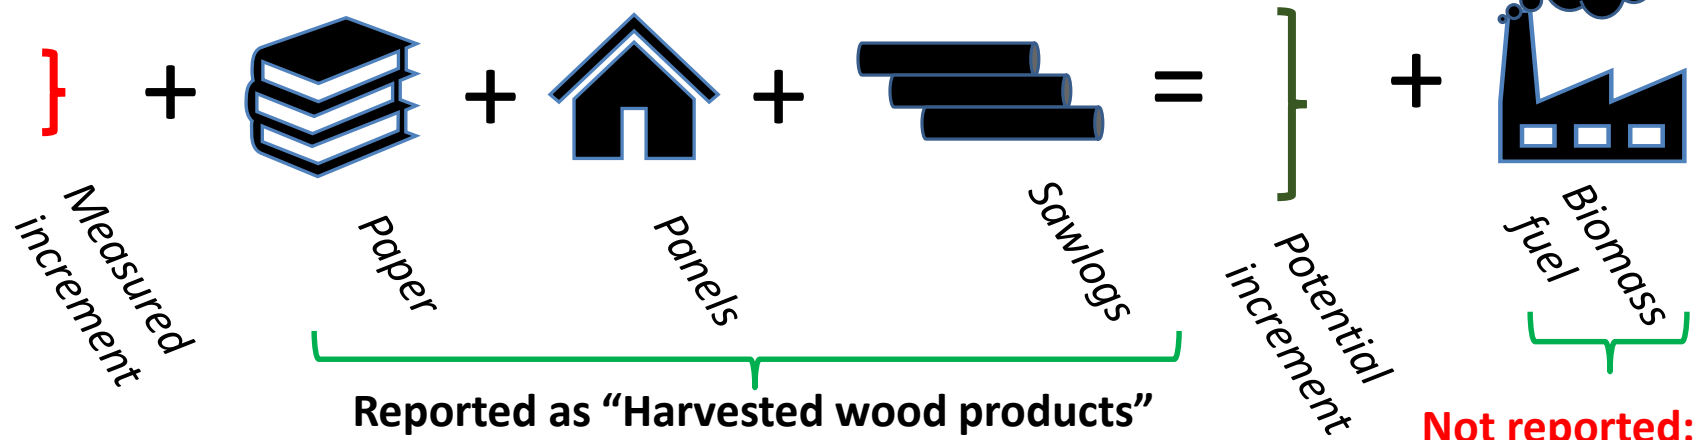 + + + = +
Measured
increment
Paper
Panels
Sawlogs
Potential
increment
Biomass
fuel
Reported as “Harvested wood products”
Not reported: